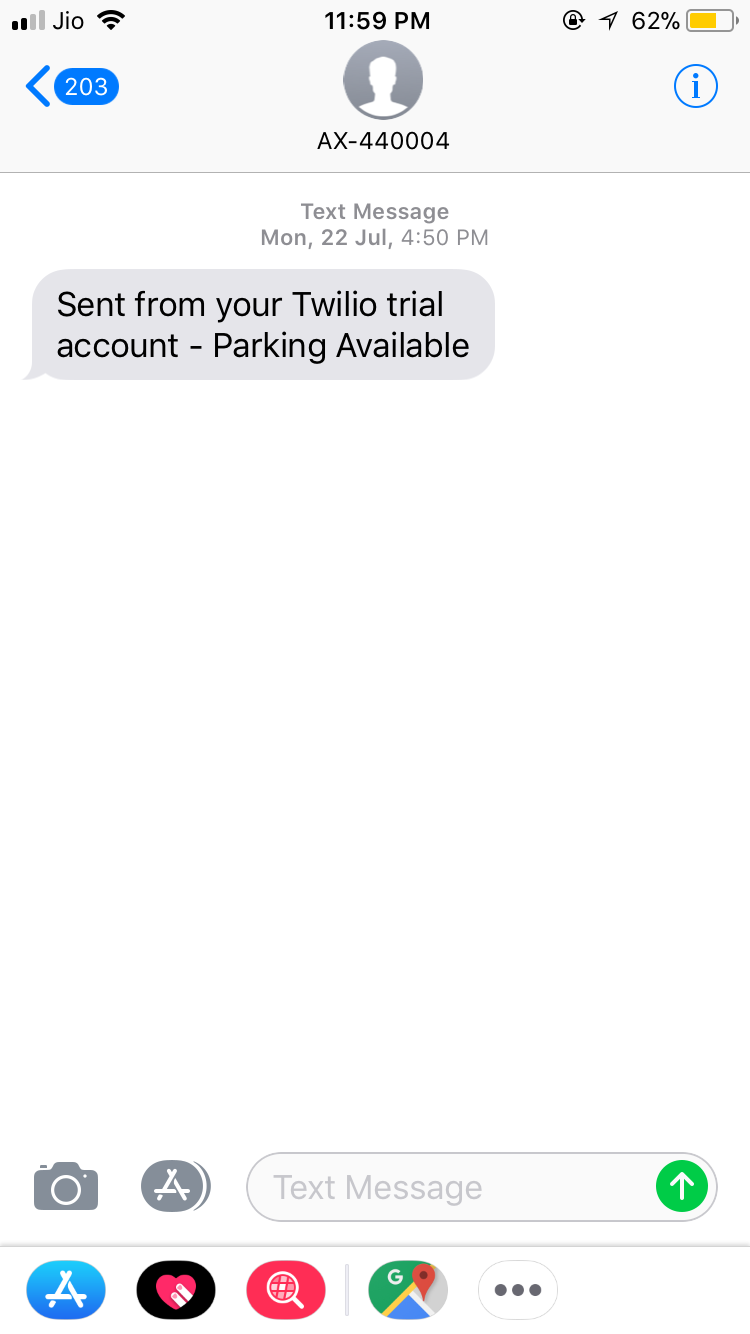 Jio 11:59 PM 62%
203
AX-440004
Text Message
Mon, 22 Jul, 4:50 PM
Sent from your Twilio trial
account - Parking Available
Text Message
G